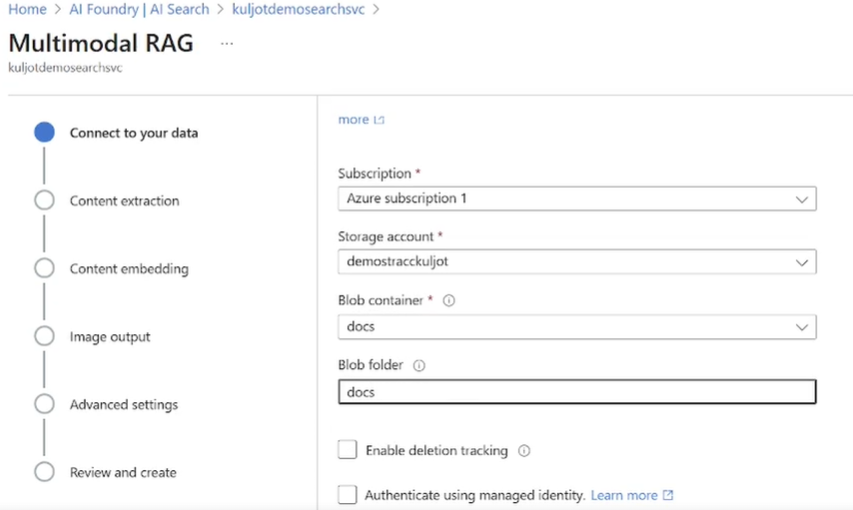 Home > AI Foundry | AI Search > kuljotdemosearchsvc >
Multimodal RAG ...
kuljotdemosearchsvc
Connect to your data
Content extraction
Content embedding
Image output
Advanced settings
Review and create
more
Subscription *
Azure subscription 1
Storage account *
demostracckuljot
Blob container *
docs
Blob folder
docs
Enable deletion tracking
Authenticate using managed identity. Learn more